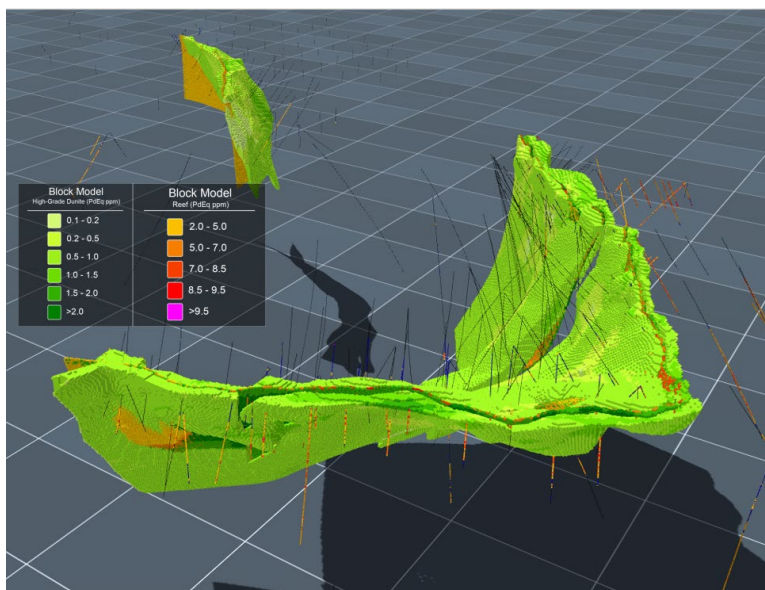 Block Model
High-Grade Dunite (PdEq ppm)
0.1 - 0.2
0.2 - 0.5
0.5 - 1.0
1.0 - 1.5
1.5 - 2.0
>2.0
Block Model
Reef (PdEq ppm)
2.0 - 5.0
5.0 - 7.0
7.0 - 8.5
8.5 - 9.5
>9.5